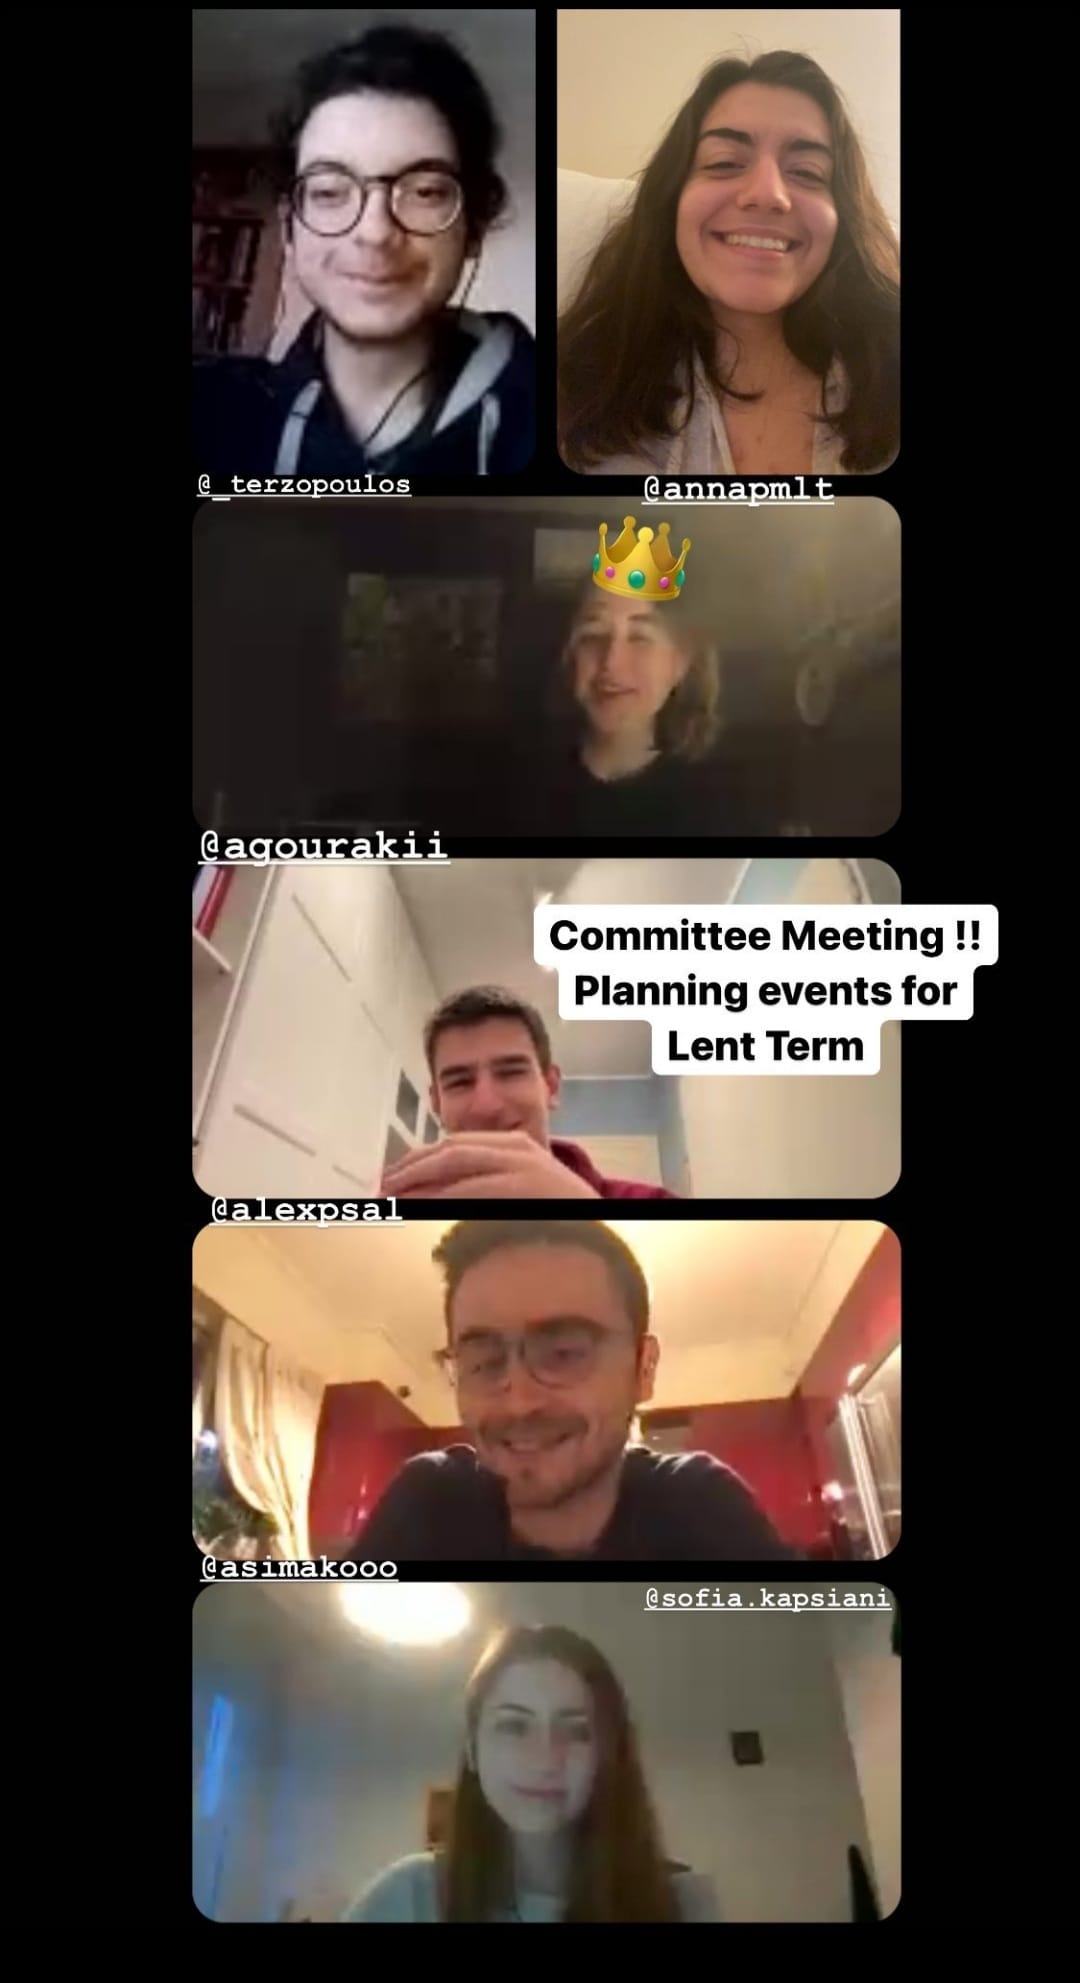 @_terzopoulos
@annapmlt
@agourakii
Committee Meeting !!
Planning events for
Lent Term
@alexpsal
@asimakooo
@sofia.kapsiani